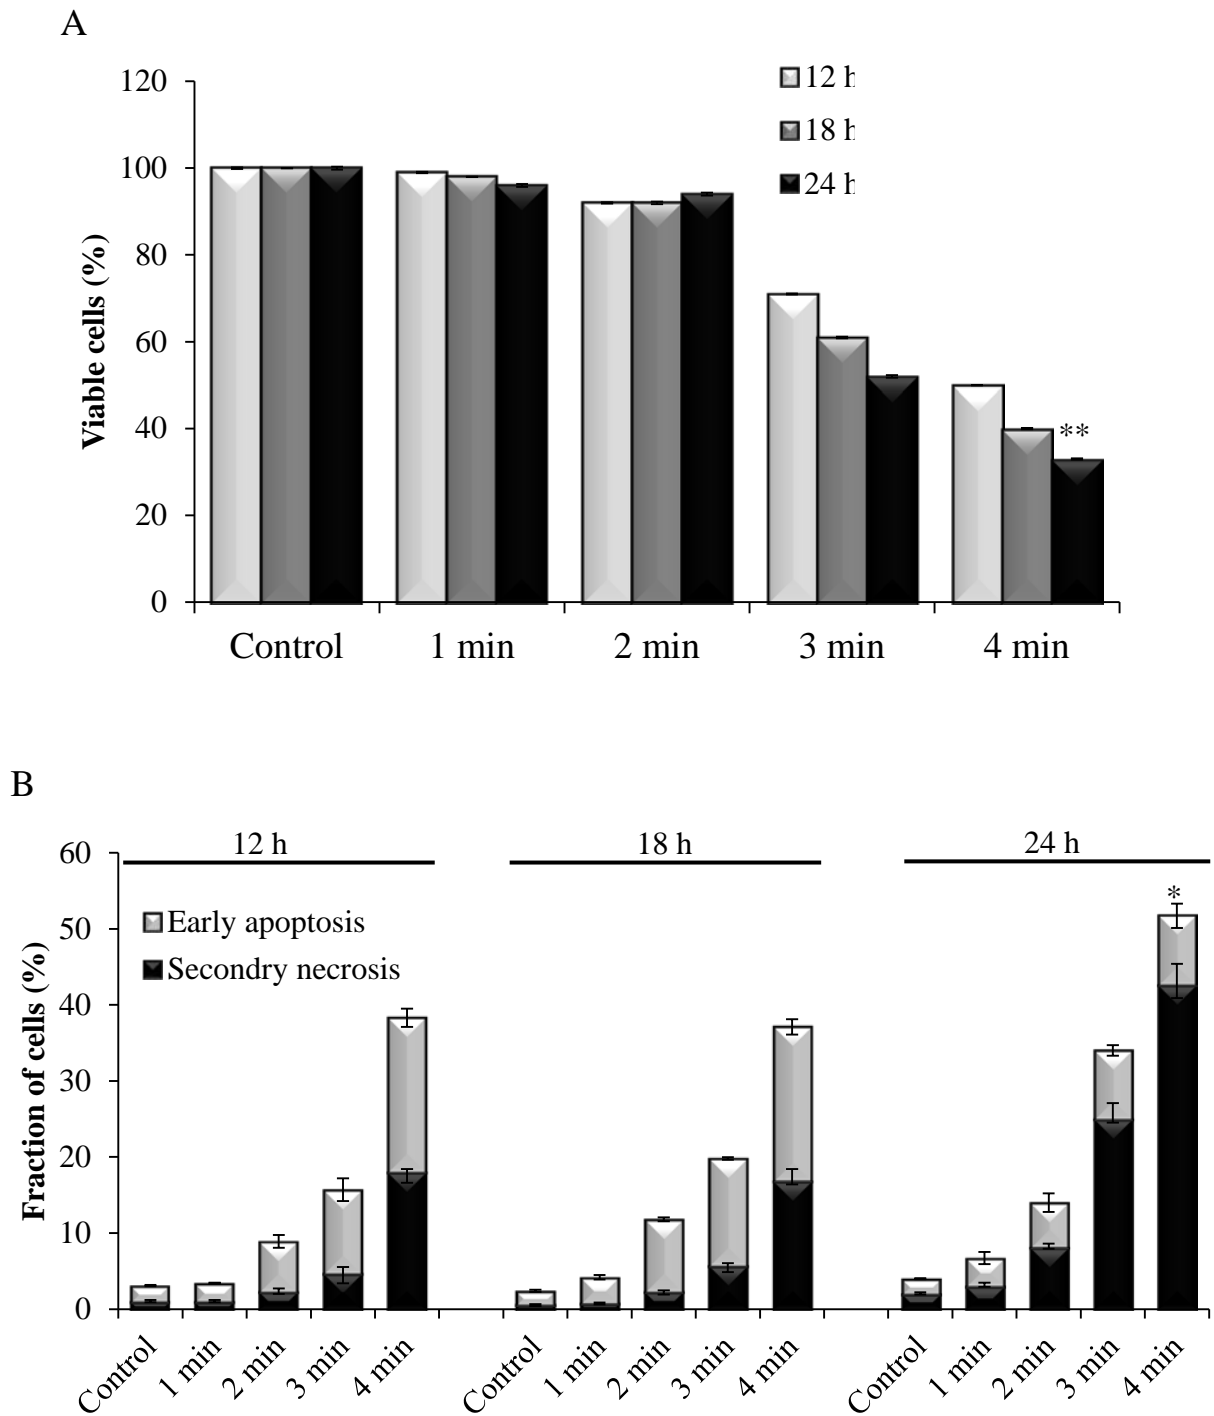 A
120
100
80
60
40
20
0
Viable cells (%)
12 h
18 h
24 h
**
Control 1 min 2 min 3 min 4 min
B
12 h 18 h 24 h
60
50
40
30
20
10
0
Fraction of cells (%)
Early apoptosis
Secondry necrosis
*
Control 1 min 2 min 3 min 4 min Control 1 min 2 min 3 min 4 min Control 1 min 2 min 3 min 4 min